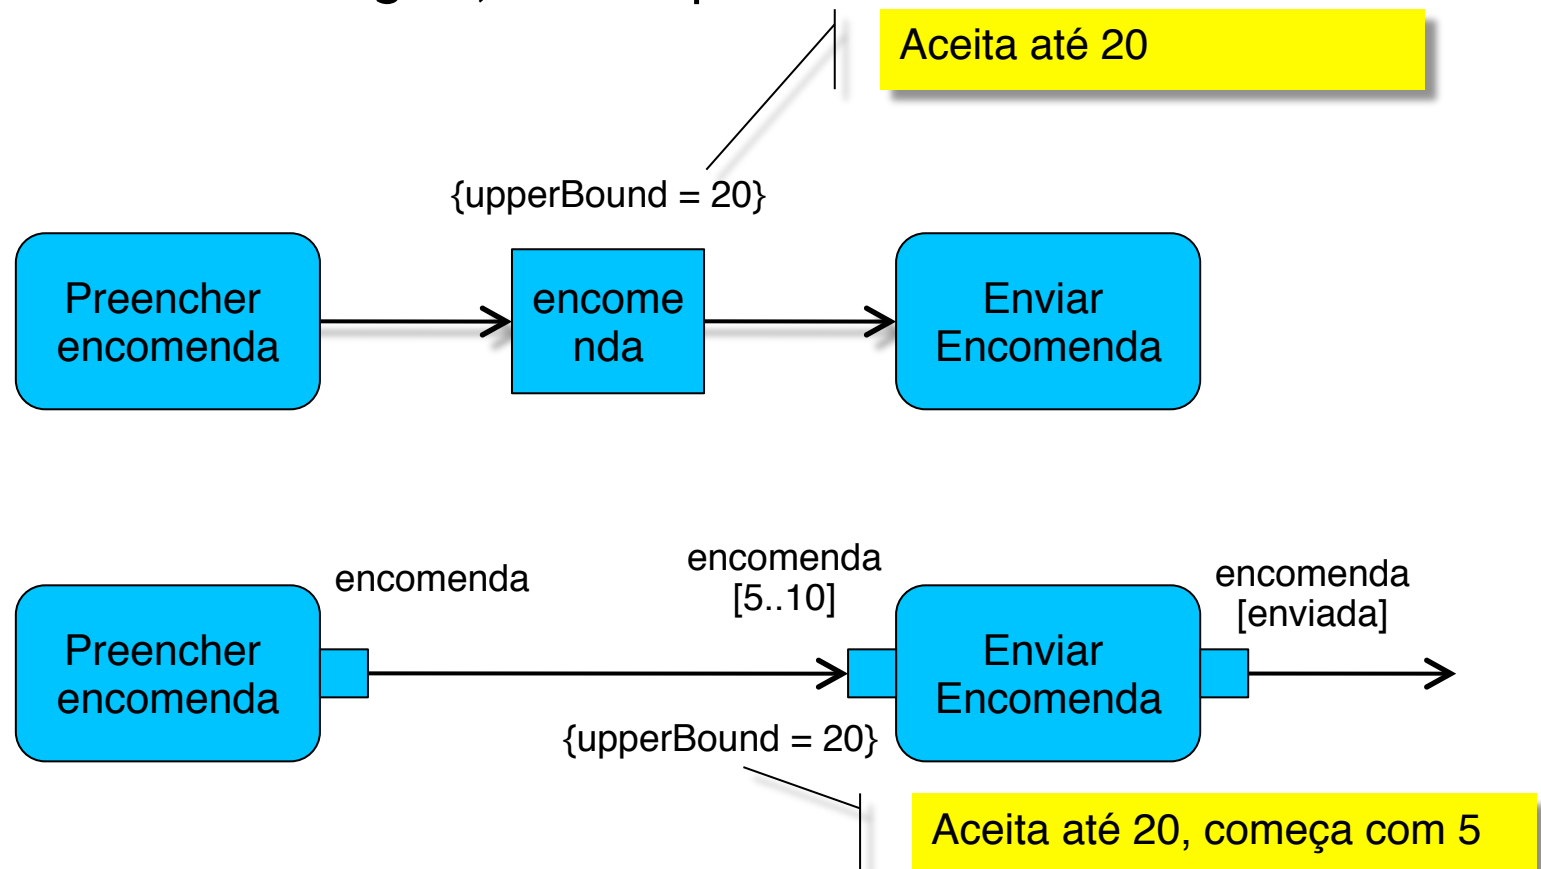 Aceita até 20
{upperBound = 20}
Preencher
encomenda
encome
nda
Enviar
Encomenda
encomenda
encomenda
[5..10]
encomenda
[enviada]
Preencher
encomenda
Enviar
Encomenda
{upperBound = 20}
Aceita até 20, começa com 5